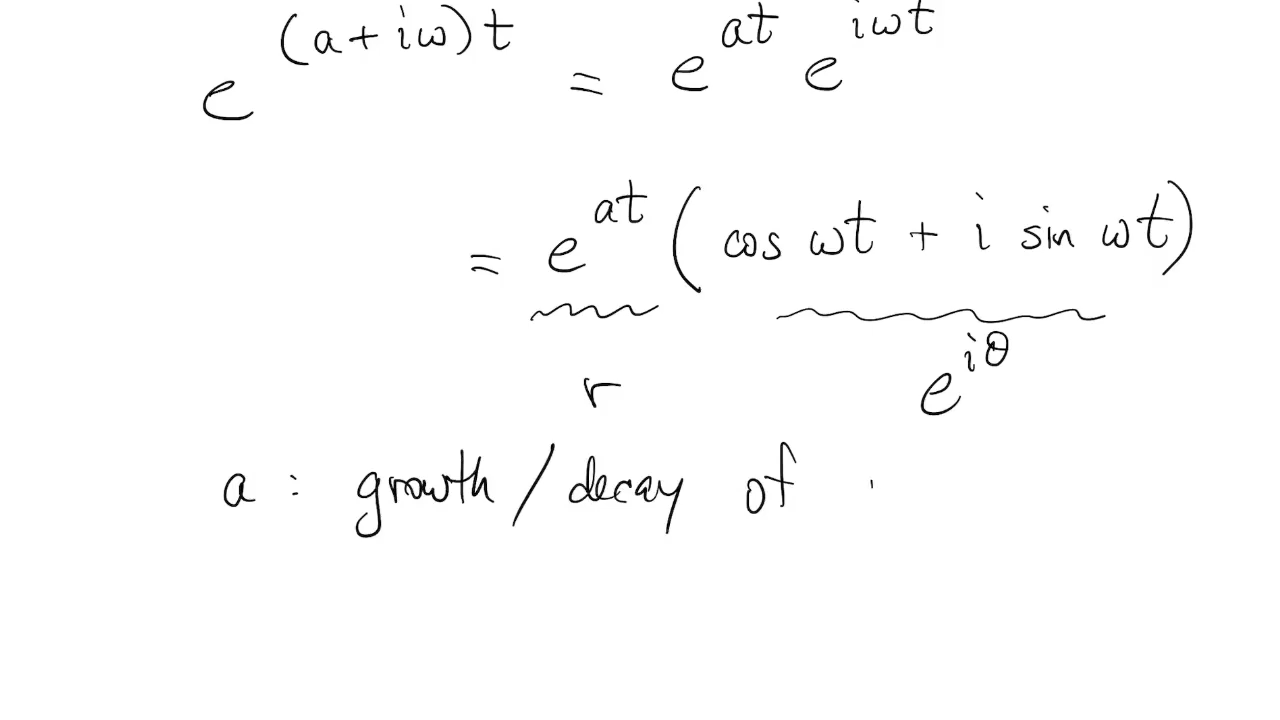 e^{(a+iω)t} = e^{at} e^{iωt}
= e^{at} (cos ωt + i sin ωt)
r e^{iθ}
a : growth / decay of